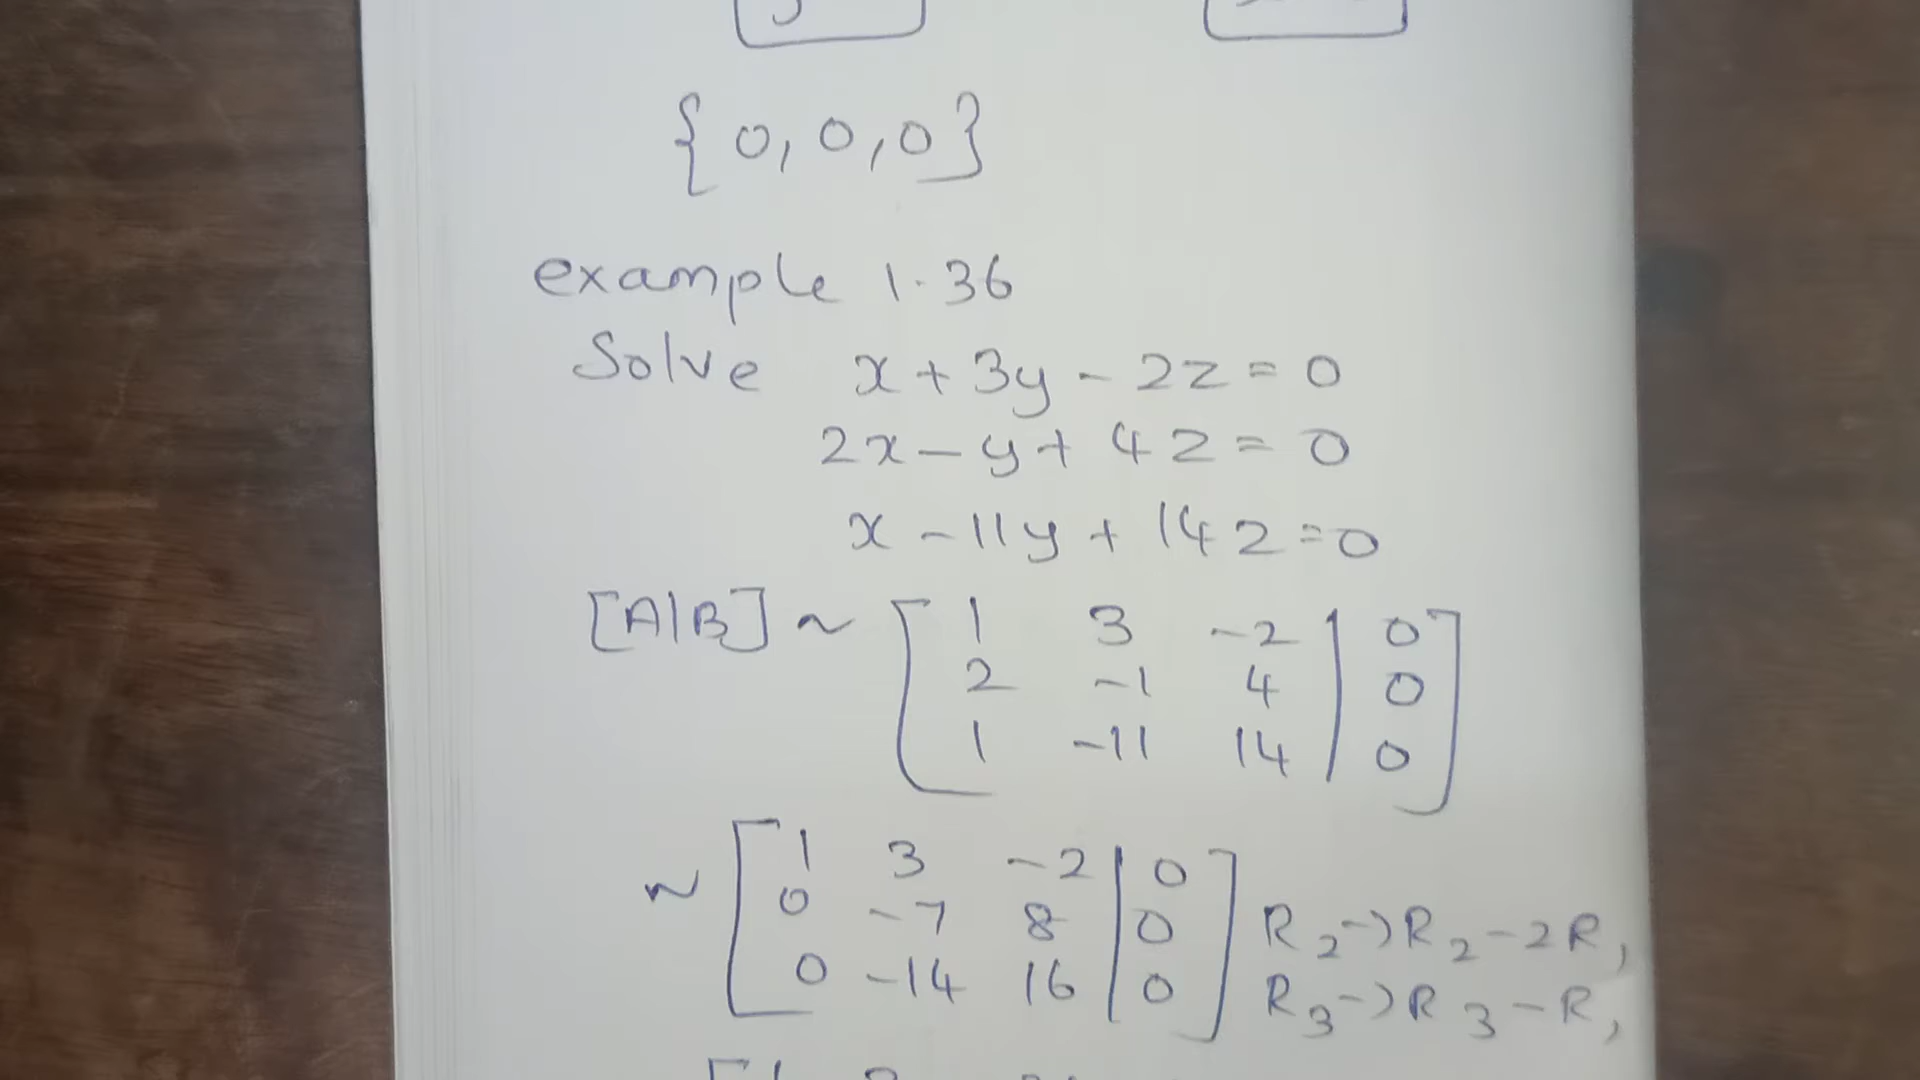 {0,0,0}
example 1.36
Solve x + 3y - 2z = 0
2x - y + 4z = 0
x - 11y + 14z = 0
[A|B] ~ [ 1 3 -2 | 0 ]
2 -1 4 | 0
1 -11 14 | 0
~ [ 1 3 -2 | 0 ]
0 -7 8 | 0 R2 -> R2 - 2R1
0 -14 16 | 0 R3 -> R3 - R1